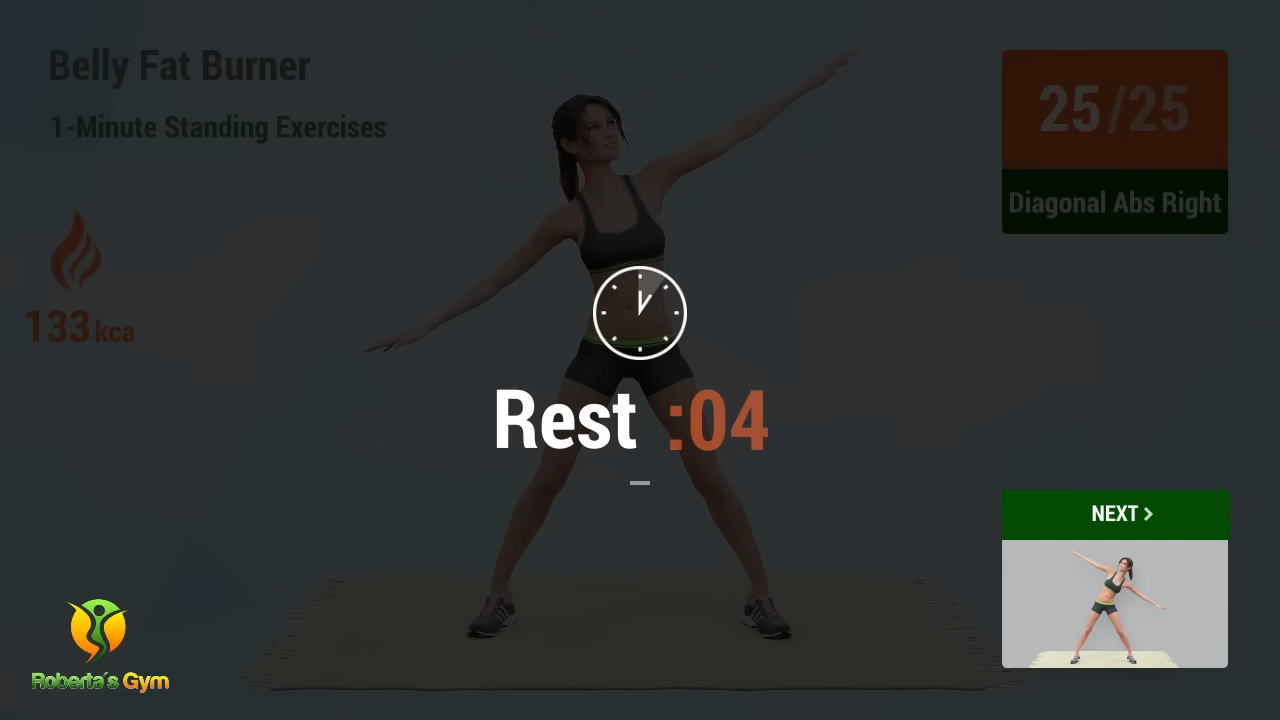 Belly Fat Burner
1-Minute Standing Exercises
25/25
Diagonal Abs Right
133 kca
Rest :04
NEXT
Roberta's Gym